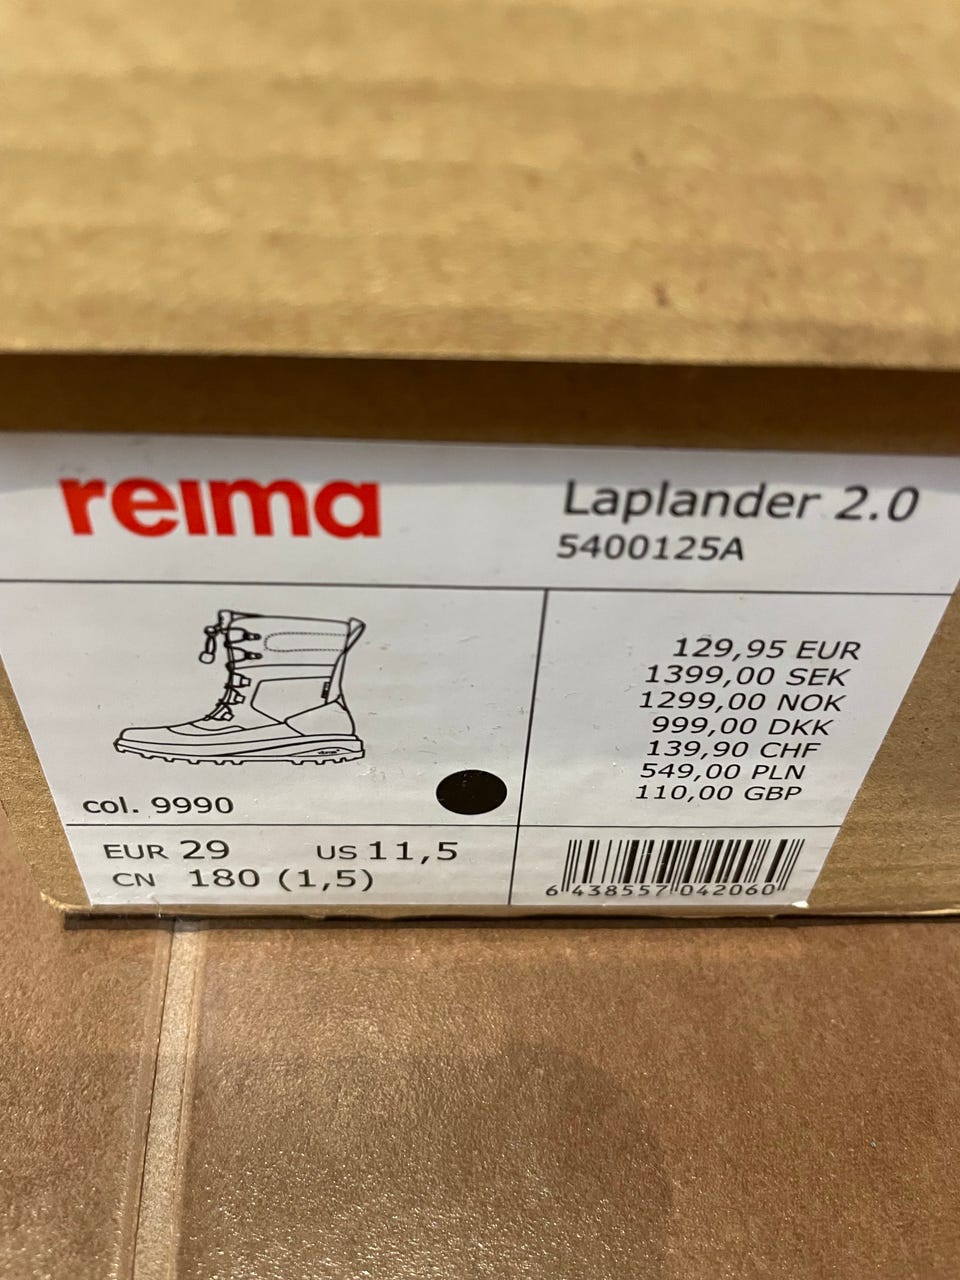 reima
Laplander 2.0
5400125A
129,95 EUR
1399,00 SEK
1299,00 NOK
999,00 DKK
139,90 CHF
549,00 PLN
110,00 GBP
col. 9990
EUR 29 US 11,5
CN 180 (1,5)
6 438557 042060